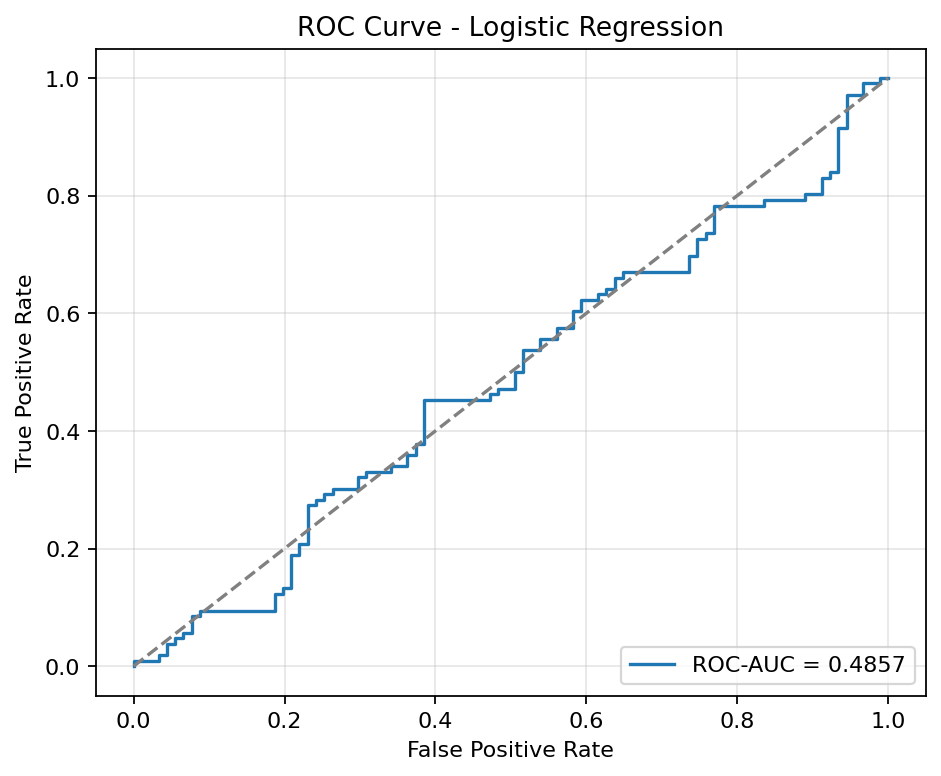 ROC Curve - Logistic Regression
True Positive Rate
1.0
0.8
0.6
0.4
0.2
0.0
ROC-AUC = 0.4857
0.0 0.2 0.4 0.6 0.8 1.0
False Positive Rate